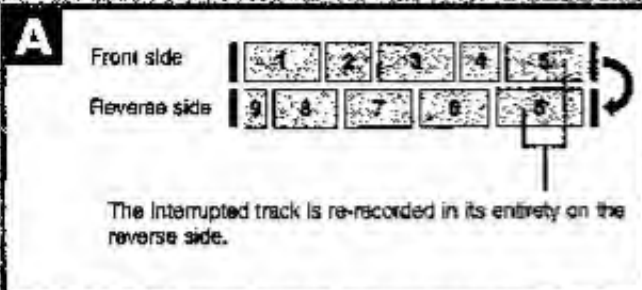 A
Front side 1 2 3 4 5
Reverse side 9 8 7 6 5
The interrupted track is re-recorded in its entirety on the
reverse side.